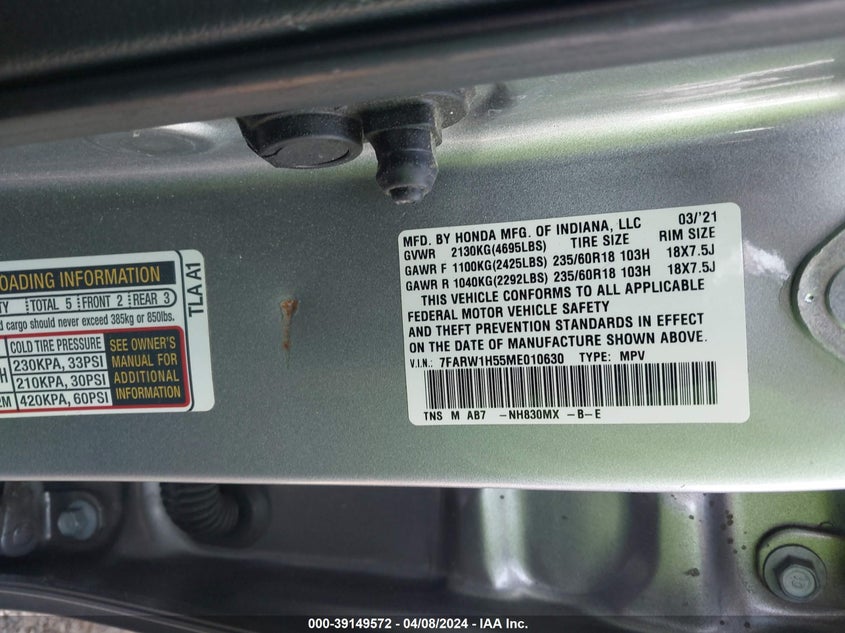 MFD. BY HONDA MFG. OF INDIANA, LLC 03/'21
GVWR 2130KG(4695LBS) TIRE SIZE RIM SIZE
GAWR F 1100KG(2425LBS) 235/60R18 103H 18X7.5J
GAWR R 1040KG(2292LBS) 235/60R18 103H 18X7.5J
THIS VEHICLE CONFORMS TO ALL APPLICABLE
FEDERAL MOTOR VEHICLE SAFETY
AND THEFT PREVENTION STANDARDS IN EFFECT
ON THE DATE OF MANUFACTURE SHOWN ABOVE.
V.I.N.: 7FARW1H55ME010630 TYPE: MPV
TNS M AB7 -NH830MX -B-E
LOADING INFORMATION
TOTAL 5 FRONT 2 REAR 3
cargo should never exceed 385kg or 850lbs.
COLD TIRE PRESSURE
230KPA, 33PSI
210KPA, 30PSI
420KPA, 60PSI
SEE OWNER'S
MANUAL FOR
ADDITIONAL
INFORMATION
TLA A1
000-39149572 - 04/08/2024 - IAA Inc.